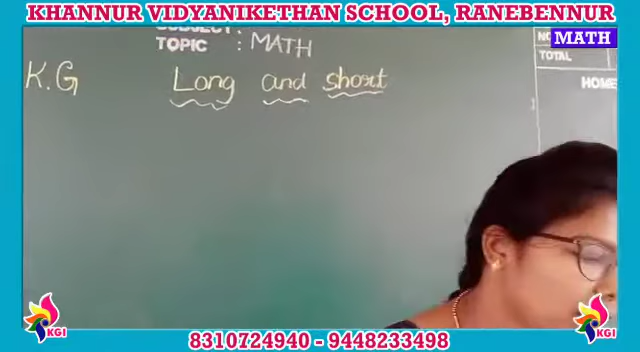 KHANNUR VIDYANIKETHAN SCHOOL, RANEBENNUR
MATH
TOPIC : MATH
TOTAL
K.G Long and short
HOME
KGI
KGI
8310724940 - 9448233498